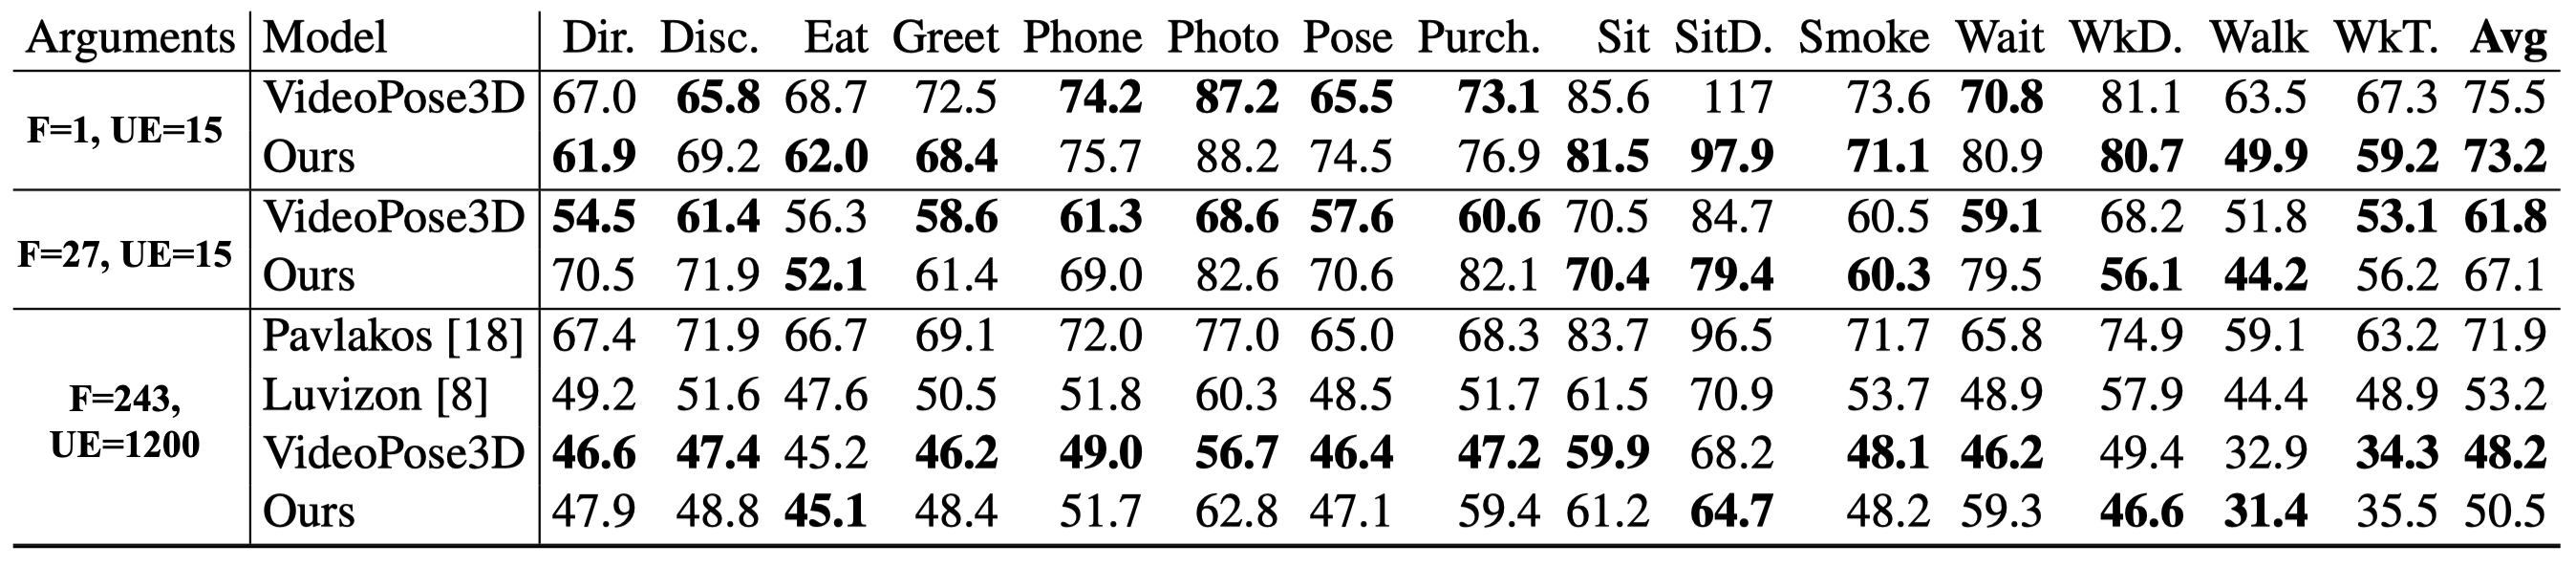 Arguments Model Dir. Disc. Eat Greet Phone Photo Pose Purch. Sit SitD. Smoke Wait WkD. Walk WkT. Avg
F=1, UE=15 VideoPose3D 67.0 65.8 68.7 72.5 74.2 87.2 65.5 73.1 85.6 117 73.6 70.8 81.1 63.5 67.3 75.5
Ours 61.9 69.2 62.0 68.4 75.7 88.2 74.5 76.9 81.5 97.9 71.1 80.9 80.7 49.9 59.2 73.2
F=27, UE=15 VideoPose3D 54.5 61.4 56.3 58.6 61.3 68.6 57.6 60.6 70.5 84.7 60.5 59.1 68.2 51.8 53.1 61.8
Ours 70.5 71.9 52.1 61.4 69.0 82.6 70.6 82.1 70.4 79.4 60.3 79.5 56.1 44.2 56.2 67.1
Pavlakos [18] 67.4 71.9 66.7 69.1 72.0 77.0 65.0 68.3 83.7 96.5 71.7 65.8 74.9 59.1 63.2 71.9
F=243, Luvizon [8] 49.2 51.6 47.6 50.5 51.8 60.3 48.5 51.7 61.5 70.9 53.7 48.9 57.9 44.4 48.9 53.2
UE=1200 VideoPose3D 46.6 47.4 45.2 46.2 49.0 56.7 46.4 47.2 59.9 68.2 48.1 46.2 49.4 32.9 34.3 48.2
Ours 47.9 48.8 45.1 48.4 51.7 62.8 47.1 59.4 61.2 64.7 48.2 59.3 46.6 31.4 35.5 50.5